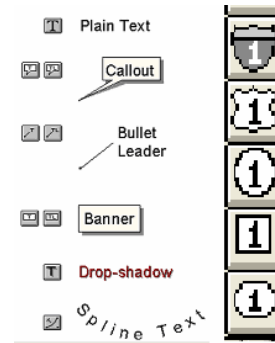 T Plain Text
Callout
Bullet
Leader
Banner
T Drop-shadow
Spline Text
1
1
1
1
1